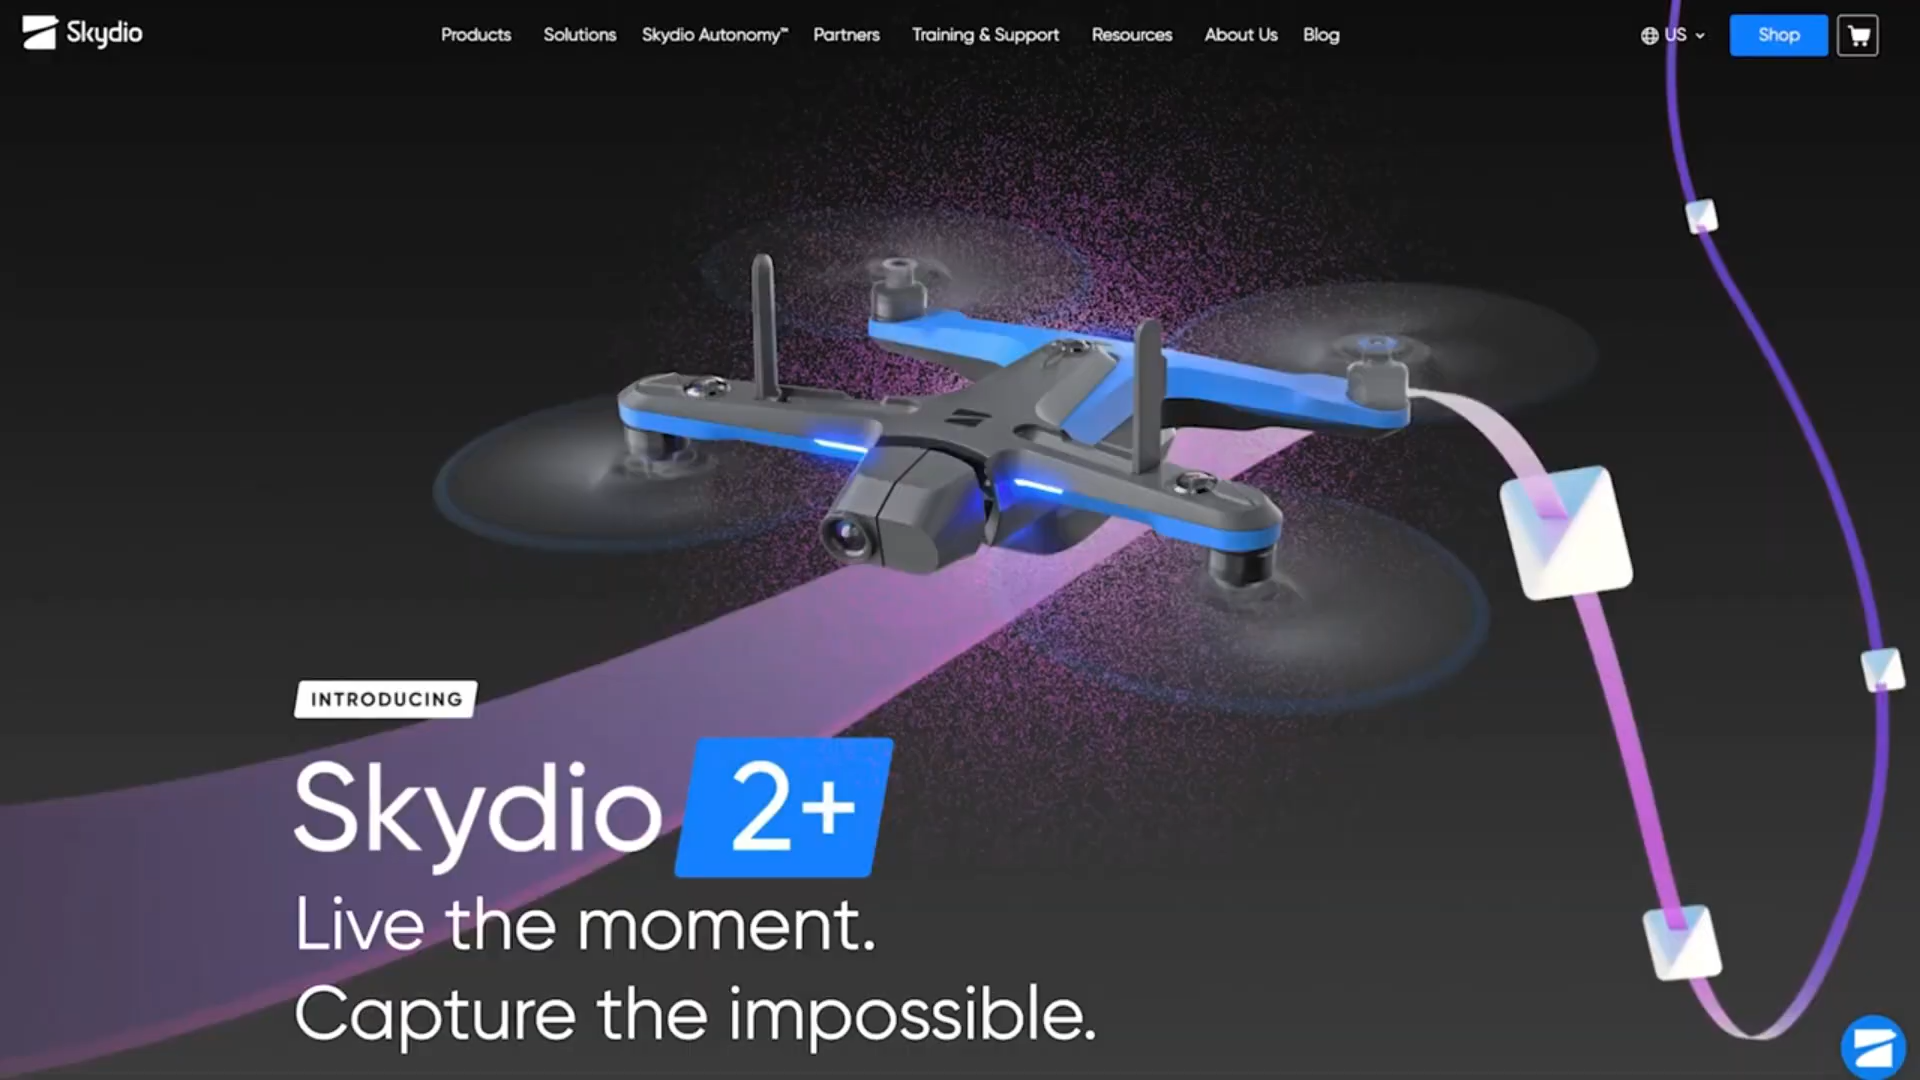 Skydio
Products Solutions Skydio Autonomy™ Partners Training & Support Resources About Us Blog
US
Shop
INTRODUCING
Skydio 2+
Live the moment.
Capture the impossible.